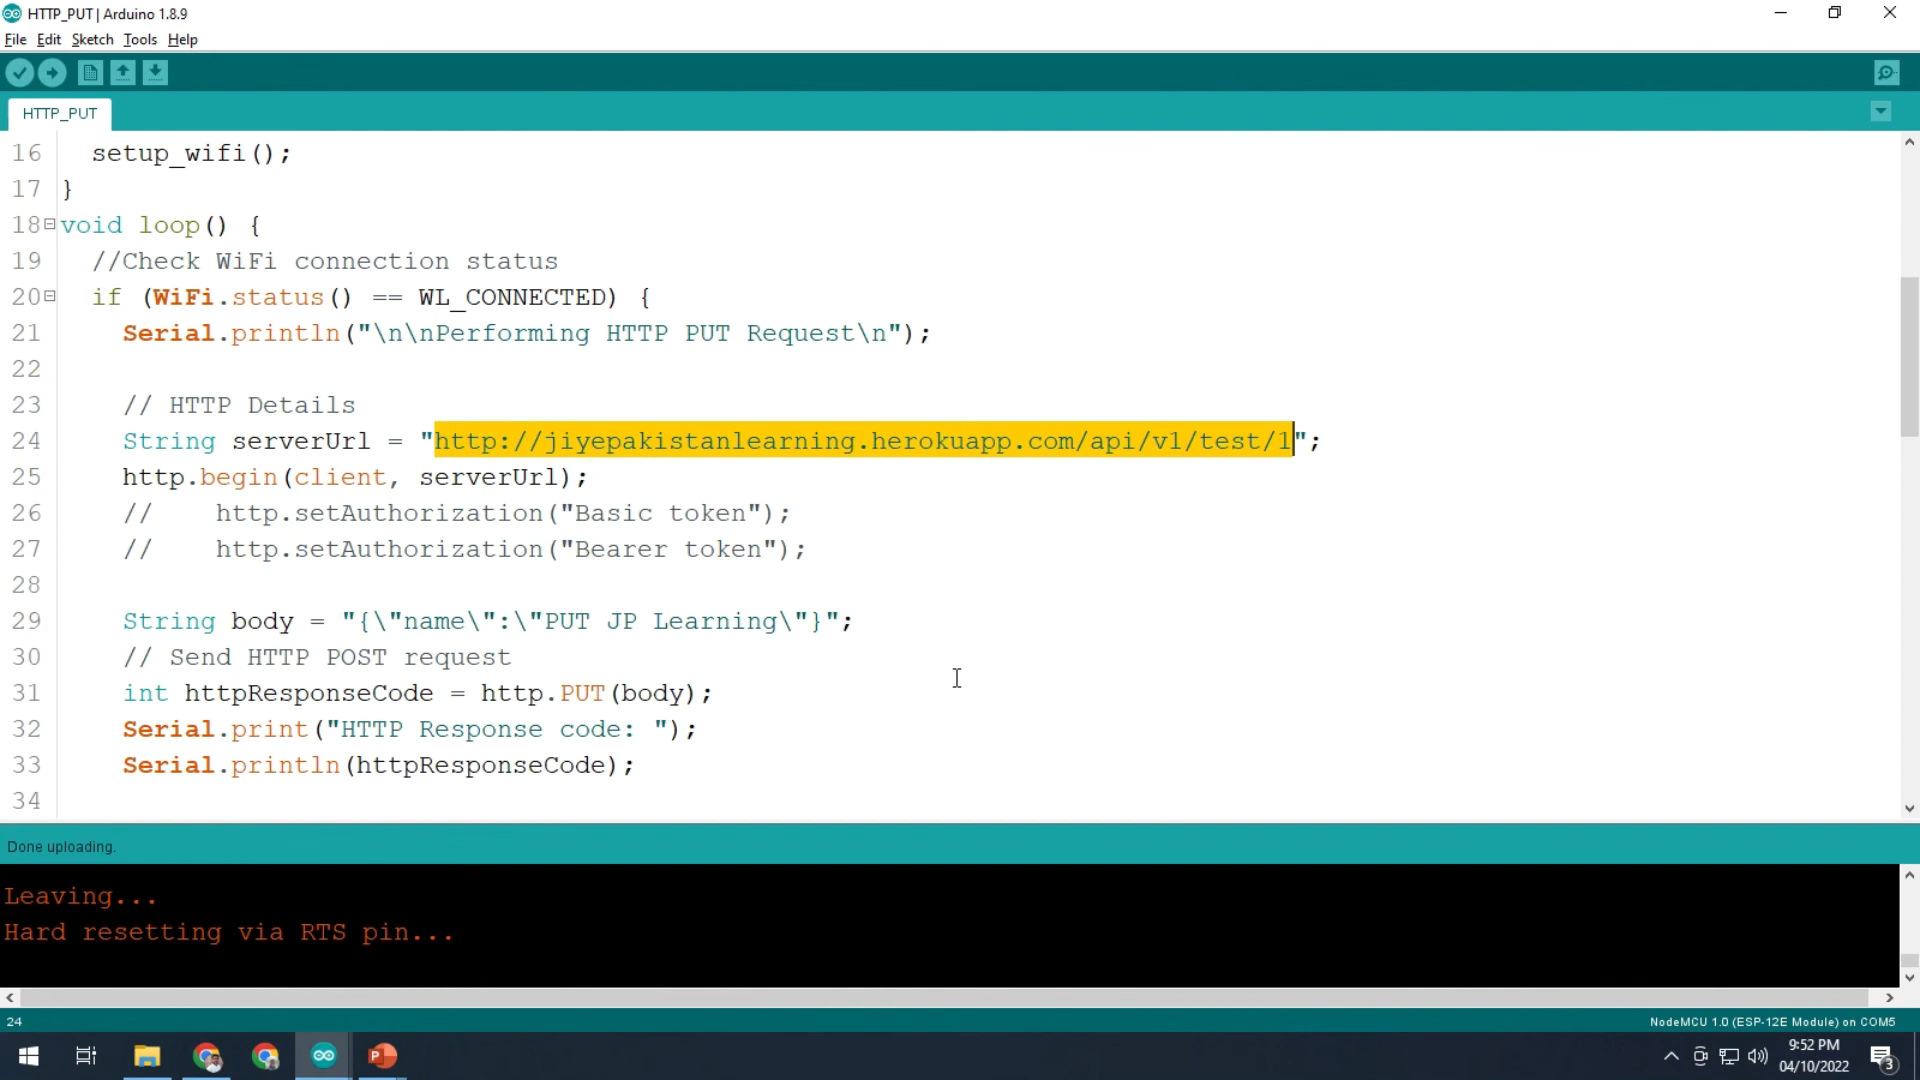 HTTP_PUT | Arduino 1.8.9
File Edit Sketch Tools Help
HTTP_PUT
16 setup_wifi();
17 }
18 void loop() {
19 //Check WiFi connection status
20 if (WiFi.status() == WL_CONNECTED) {
21 Serial.println("\n\nPerforming HTTP PUT Request\n");
22
23 // HTTP Details
24 String serverUrl = "http://jiyepakistanlearning.herokuapp.com/api/v1/test/1";
25 http.begin(client, serverUrl);
26 // http.setAuthorization("Basic token");
27 // http.setAuthorization("Bearer token");
28
29 String body = "{\"name\":\"PUT JP Learning\"}";
30 // Send HTTP POST request
31 int httpResponseCode = http.PUT(body);
32 Serial.print("HTTP Response code: ");
33 Serial.println(httpResponseCode);
34
Done uploading.
Leaving...
Hard resetting via RTS pin...
24 NodeMCU 1.0 (ESP-12E Module) on COM5
9:52 PM
04/10/2022
3